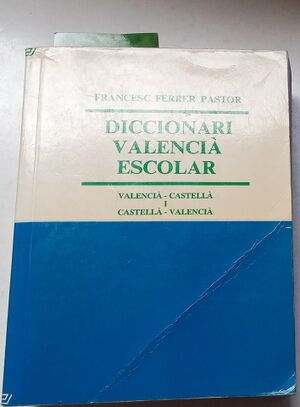 FRANCESC FERRER PASTOR
DICCIONARI
VALENCIÀ
ESCOLAR
VALENCIÀ - CASTELLÀ
I
CASTELLÀ - VALENCIÀ